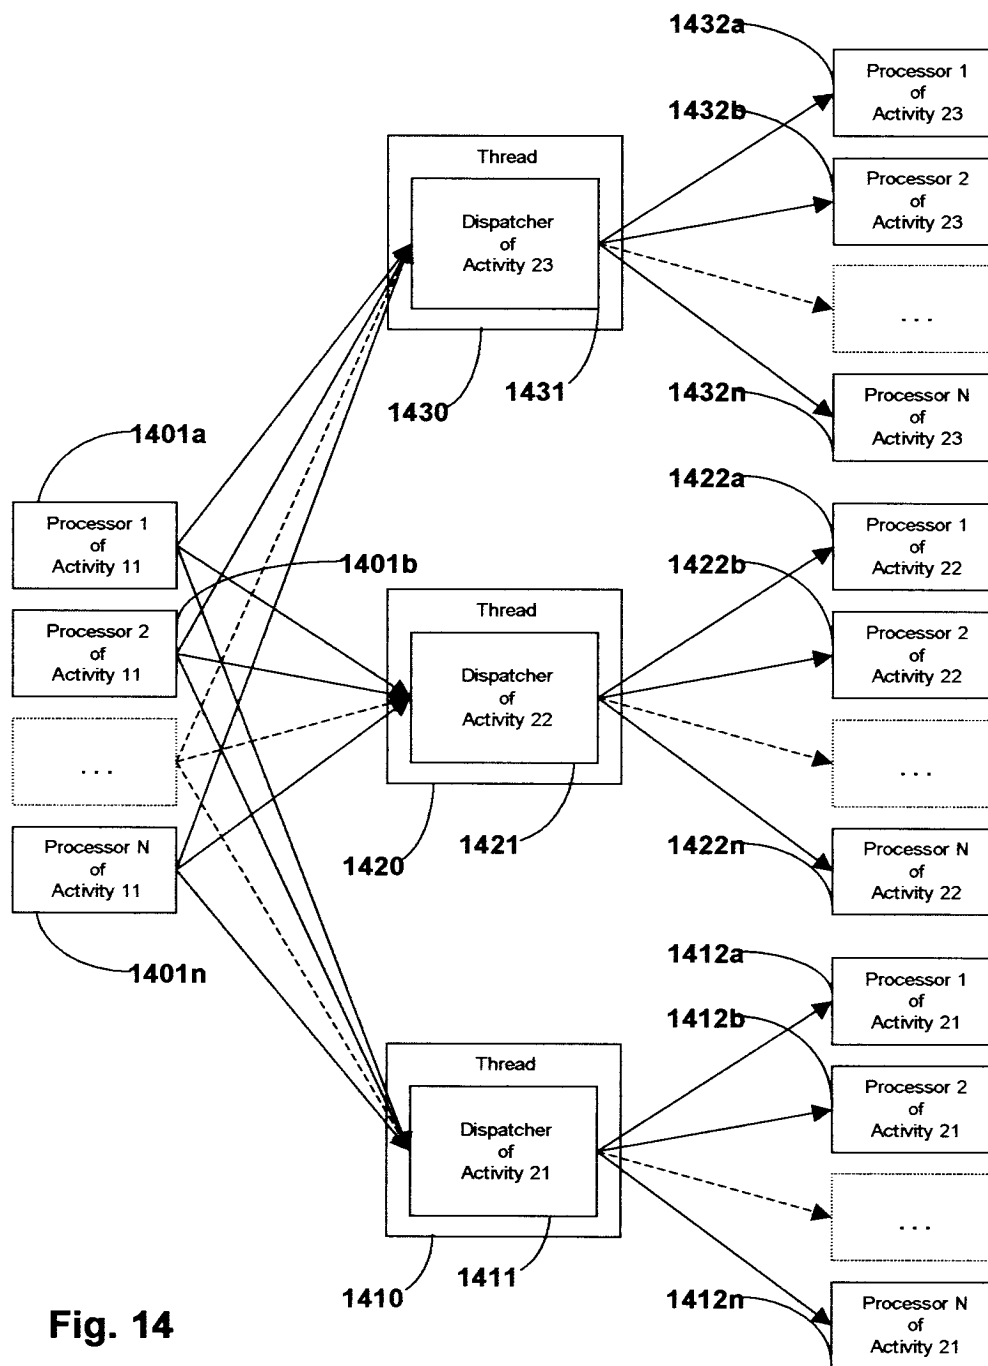 1432a
Processor 1
of
Activity 23
1432b
Processor 2
of
Activity 23
Thread
Dispatcher
of
Activity 23
. . .
1430
1431
1432n
Processor N
of
Activity 23
1401a
Processor 1
of
Activity 11
1401b
Processor 2
of
Activity 11
. . .
Processor N
of
Activity 11
1401n
Thread
Dispatcher
of
Activity 22
1420
1421
1422a
Processor 1
of
Activity 22
1422b
Processor 2
of
Activity 22
. . .
1422n
Processor N
of
Activity 22
Thread
Dispatcher
of
Activity 21
1410
1411
1412a
Processor 1
of
Activity 21
1412b
Processor 2
of
Activity 21
. . .
1412n
Processor N
of
Activity 21
Fig. 14